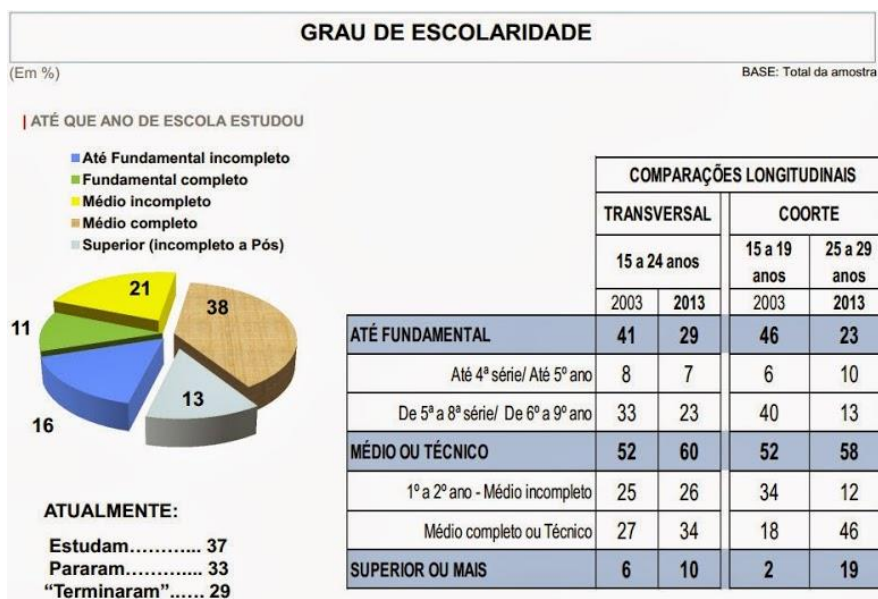 GRAU DE ESCOLARIDADE
(Em %)
BASE: Total da amostra
| ATÉ QUE ANO DE ESCOLA ESTUDOU
Até Fundamental incompleto
Fundamental completo
Médio incompleto
Médio completo
Superior (incompleto a Pós)
21
38
11
13
16
ATUALMENTE:
Estudam........... 37
Pararam............ 33
“Terminaram”...... 29
COMPARAÇÕES LONGITUDINAIS
TRANSVERSAL COORTE
15 a 24 anos 15 a 19 anos 25 a 29 anos
2003 2013 2003 2013
ATÉ FUNDAMENTAL 41 29 46 23
Até 4ª série/ Até 5º ano 8 7 6 10
De 5ª a 8ª série/ De 6º a 9º ano 33 23 40 13
MÉDIO OU TÉCNICO 52 60 52 58
1º a 2º ano - Médio incompleto 25 26 34 12
Médio completo ou Técnico 27 34 18 46
SUPERIOR OU MAIS 6 10 2 19